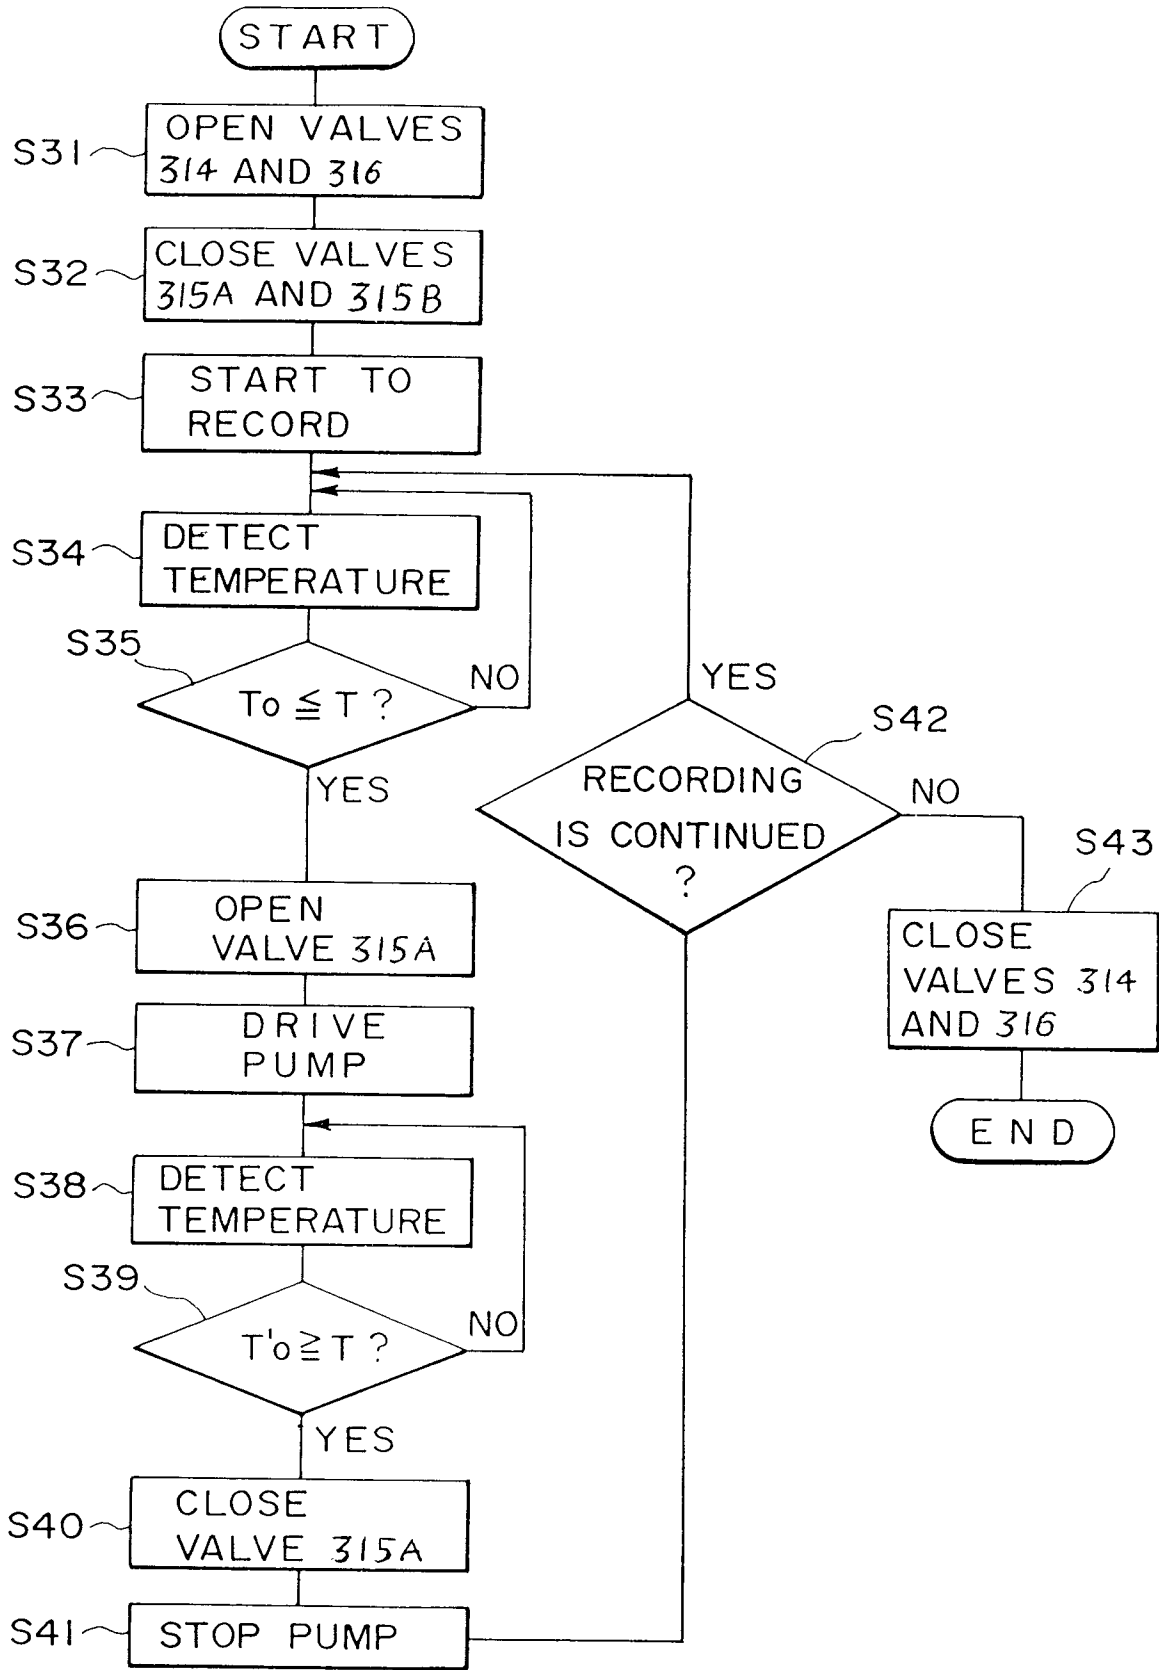 START
S31
OPEN VALVES
314 AND 316
S32
CLOSE VALVES
315A AND 315B
S33
START TO
RECORD
S34
DETECT
TEMPERATURE
S35
To ≦ T ?
NO
YES
S36
OPEN
VALVE 315A
S37
DRIVE
PUMP
S38
DETECT
TEMPERATURE
S39
T'o ≧ T ?
NO
YES
S40
CLOSE
VALVE 315A
S41
STOP PUMP
YES
S42
RECORDING
IS CONTINUED
?
NO
S43
CLOSE
VALVES 314
AND 316
END